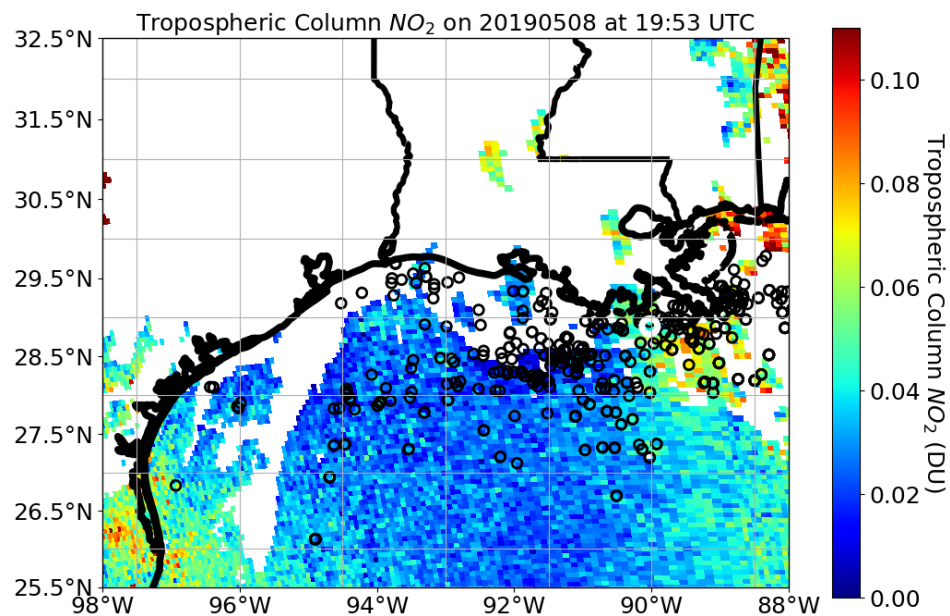 Tropospheric Column NO₂ on 20190508 at 19:53 UTC
32.5°N
31.5°N
30.5°N
29.5°N
28.5°N
27.5°N
26.5°N
25.5°N
98°W
96°W
94°W
92°W
90°W
88°W
0.10
0.08
0.06
0.04
0.02
0.00
Tropospheric Column NO₂ (DU)